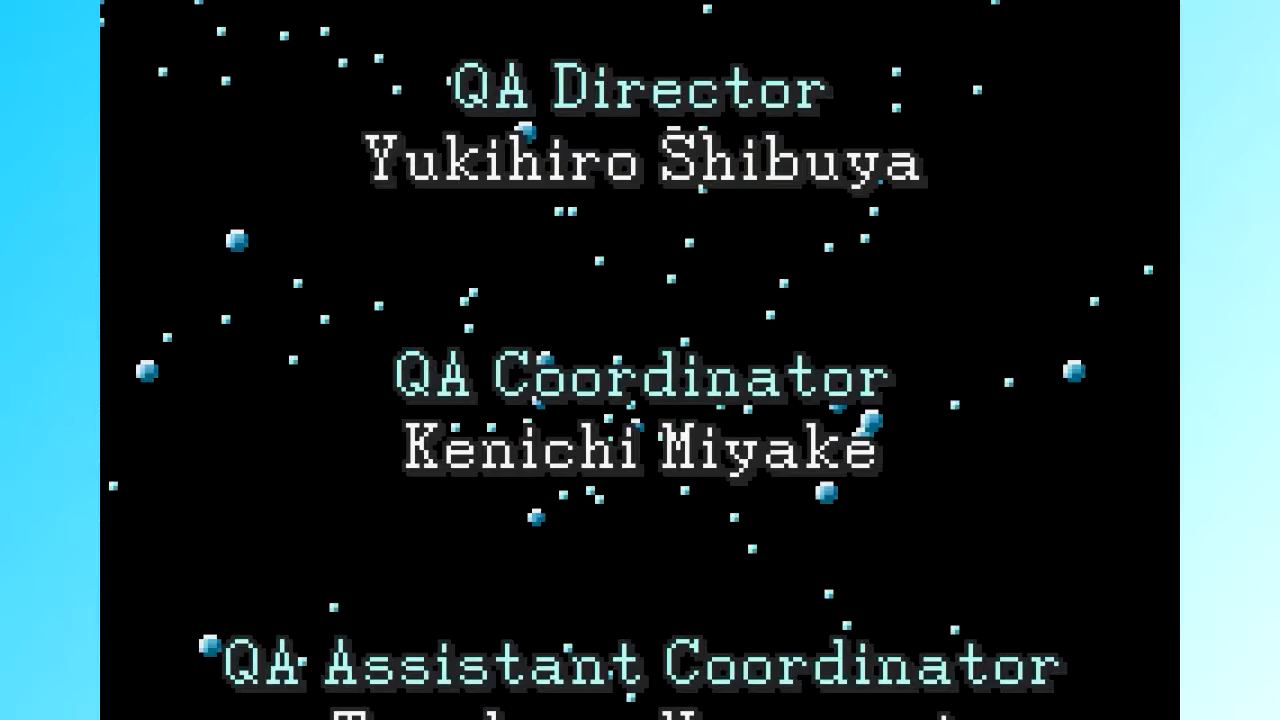 QA Director
Yukihiro Shibuya
QA Coordinator
Kenichi Miyake
QA Assistant Coordinator